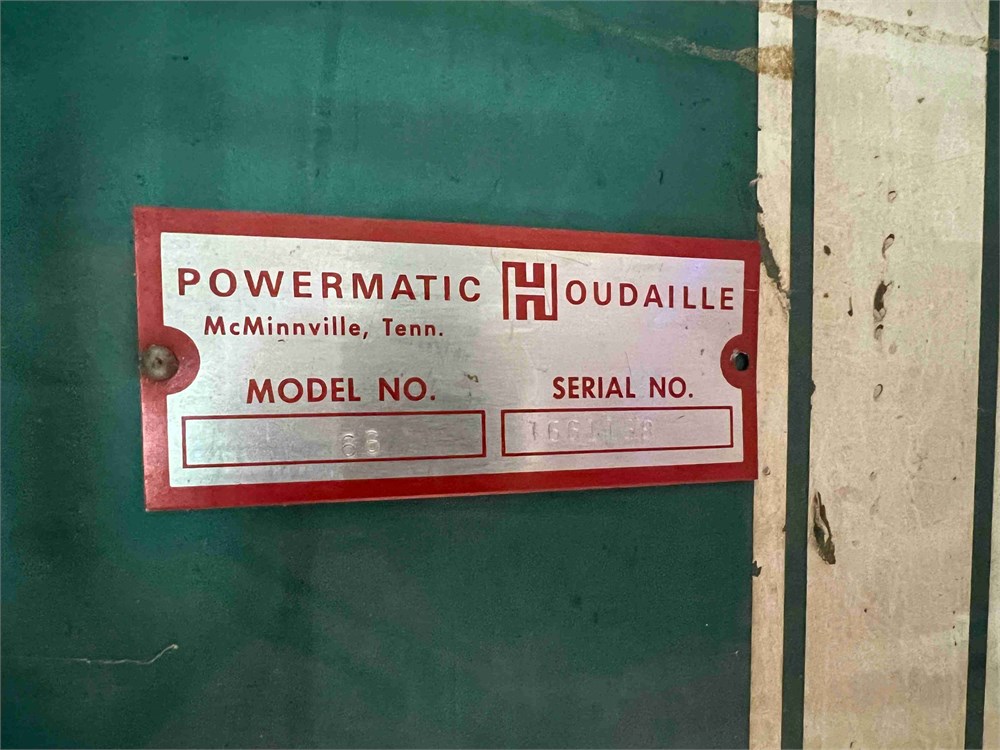 POWERMATIC HOUDAILLE
McMinnville, Tenn.
MODEL NO. SERIAL NO.
66